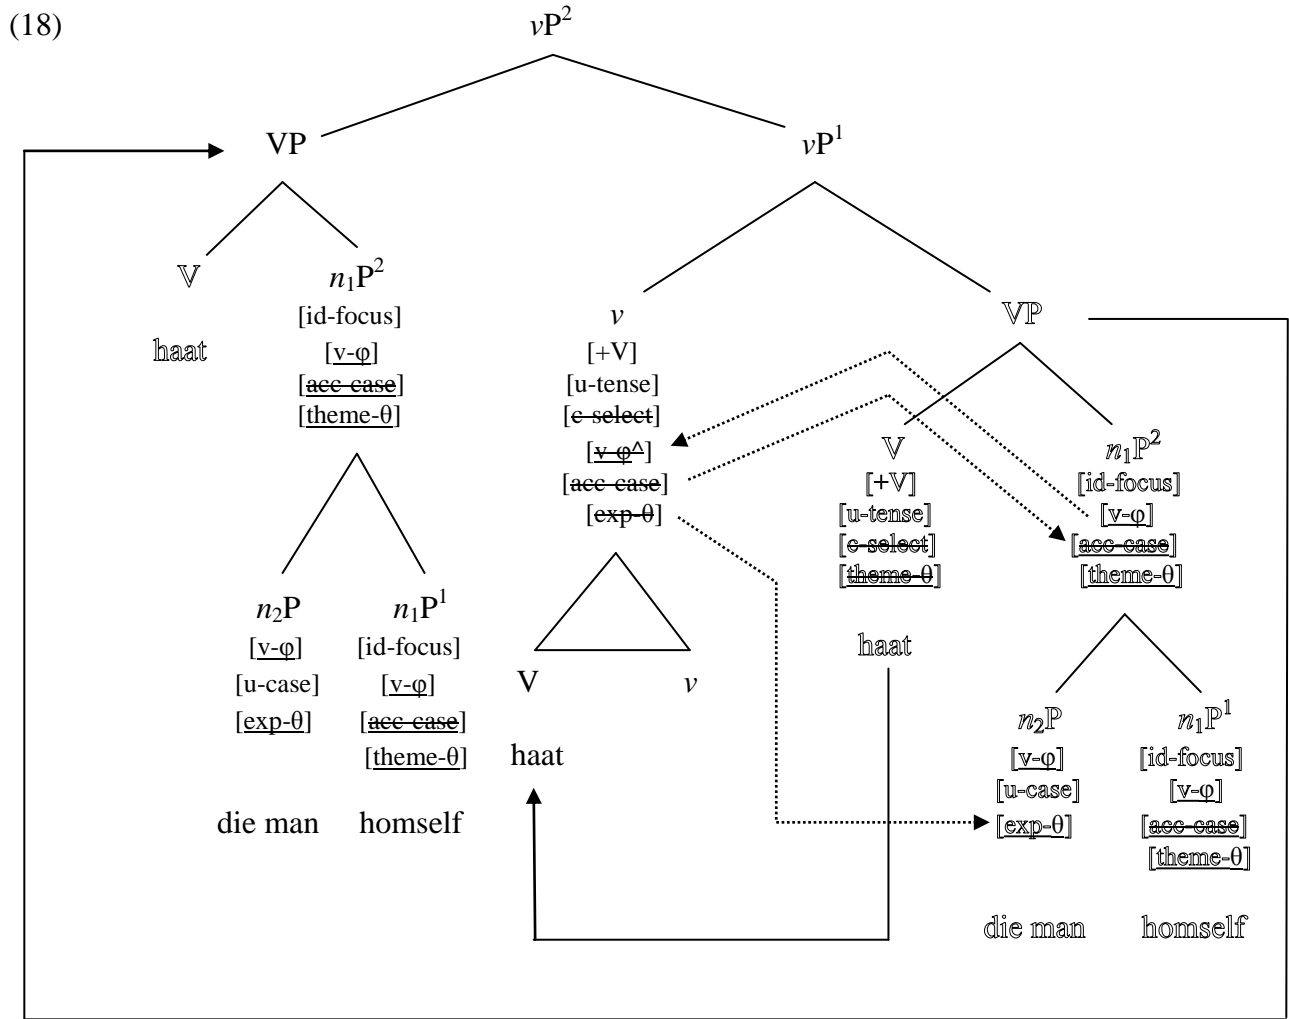 (18)
vP²
VP
vP¹
V
n₁P²
[id-focus]
[v-φ]
[acc-case]
[theme-θ]
haat
v
[+V]
[u-tense]
[c-select]
[v-φ^]
[acc-case]
[exp-θ]
VP
V
[+V]
[u-tense]
[c-select]
[theme-θ]
haat
n₁P²
[id-focus]
[v-φ]
[acc-case]
[theme-θ]
n₂P
[v-φ]
[u-case]
[exp-θ]
die man
n₁P¹
[id-focus]
[v-φ]
[acc-case]
[theme-θ]
homself
V
haat
v
n₂P
[v-φ]
[u-case]
[exp-θ]
die man
n₁P¹
[id-focus]
[v-φ]
[acc-case]
[theme-θ]
homself